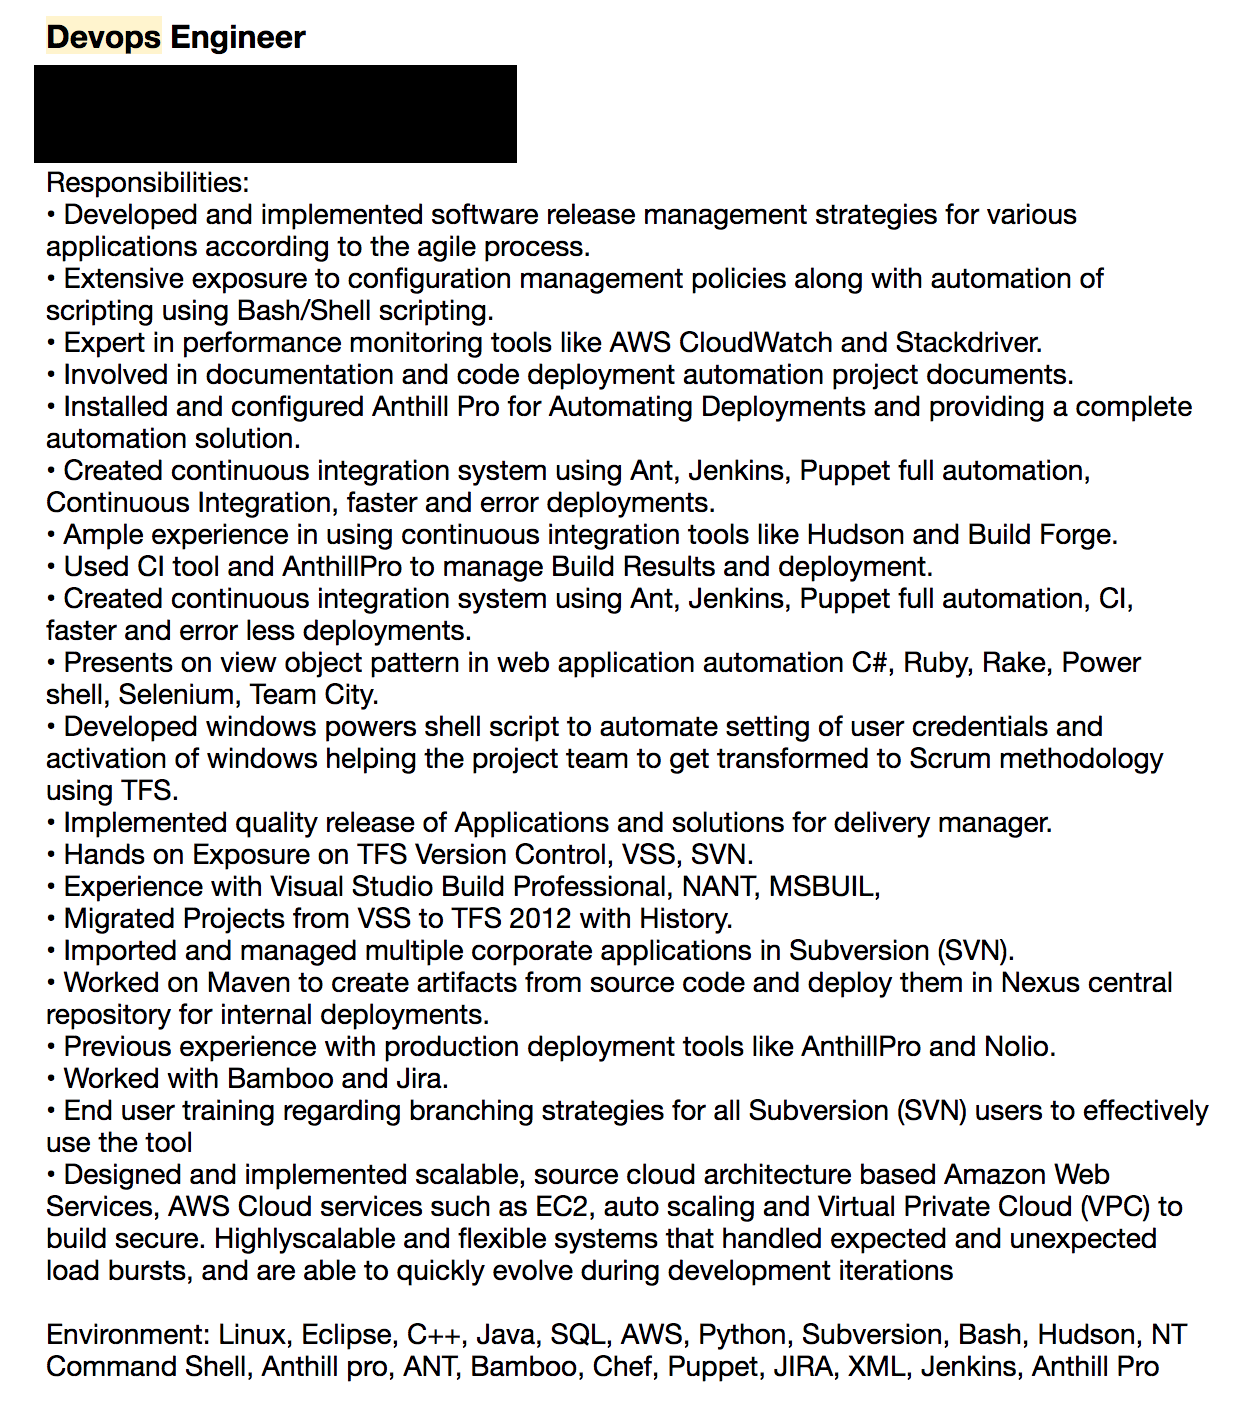 Devops Engineer
Responsibilities:
• Developed and implemented software release management strategies for various
applications according to the agile process.
• Extensive exposure to configuration management policies along with automation of
scripting using Bash/Shell scripting.
• Expert in performance monitoring tools like AWS CloudWatch and Stackdriver.
• Involved in documentation and code deployment automation project documents.
• Installed and configured Anthill Pro for Automating Deployments and providing a complete
automation solution.
• Created continuous integration system using Ant, Jenkins, Puppet full automation,
Continuous Integration, faster and error deployments.
• Ample experience in using continuous integration tools like Hudson and Build Forge.
• Used CI tool and AnthillPro to manage Build Results and deployment.
• Created continuous integration system using Ant, Jenkins, Puppet full automation, CI,
faster and error less deployments.
• Presents on view object pattern in web application automation C#, Ruby, Rake, Power
shell, Selenium, Team City.
• Developed windows powers shell script to automate setting of user credentials and
activation of windows helping the project team to get transformed to Scrum methodology
using TFS.
• Implemented quality release of Applications and solutions for delivery manager.
• Hands on Exposure on TFS Version Control, VSS, SVN.
• Experience with Visual Studio Build Professional, NANT, MSBUIL,
• Migrated Projects from VSS to TFS 2012 with History.
• Imported and managed multiple corporate applications in Subversion (SVN).
• Worked on Maven to create artifacts from source code and deploy them in Nexus central
repository for internal deployments.
• Previous experience with production deployment tools like AnthillPro and Nolio.
• Worked with Bamboo and Jira.
• End user training regarding branching strategies for all Subversion (SVN) users to effectively
use the tool
• Designed and implemented scalable, source cloud architecture based Amazon Web
Services, AWS Cloud services such as EC2, auto scaling and Virtual Private Cloud (VPC) to
build secure. Highlyscalable and flexible systems that handled expected and unexpected
load bursts, and are able to quickly evolve during development iterations
Environment: Linux, Eclipse, C++, Java, SQL, AWS, Python, Subversion, Bash, Hudson, NT
Command Shell, Anthill pro, ANT, Bamboo, Chef, Puppet, JIRA, XML, Jenkins, Anthill Pro